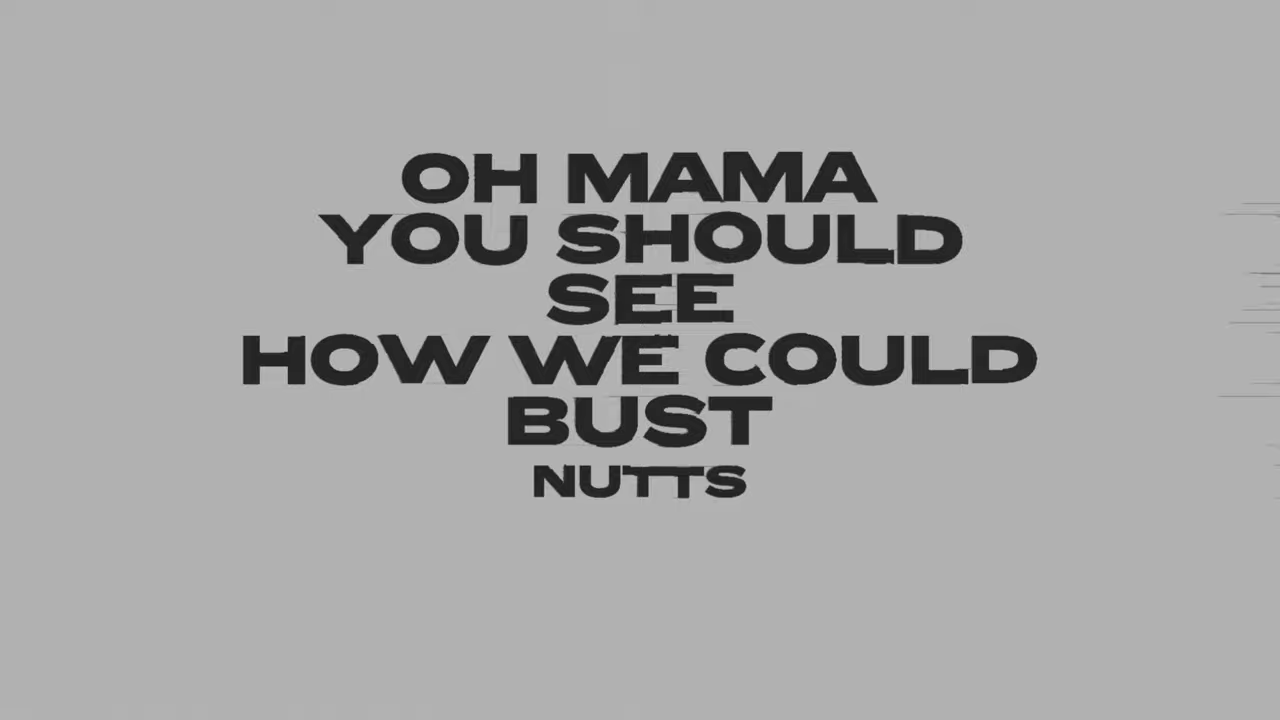 OH MAMA
YOU SHOULD
SEE
HOW WE COULD
BUST
NUTTS